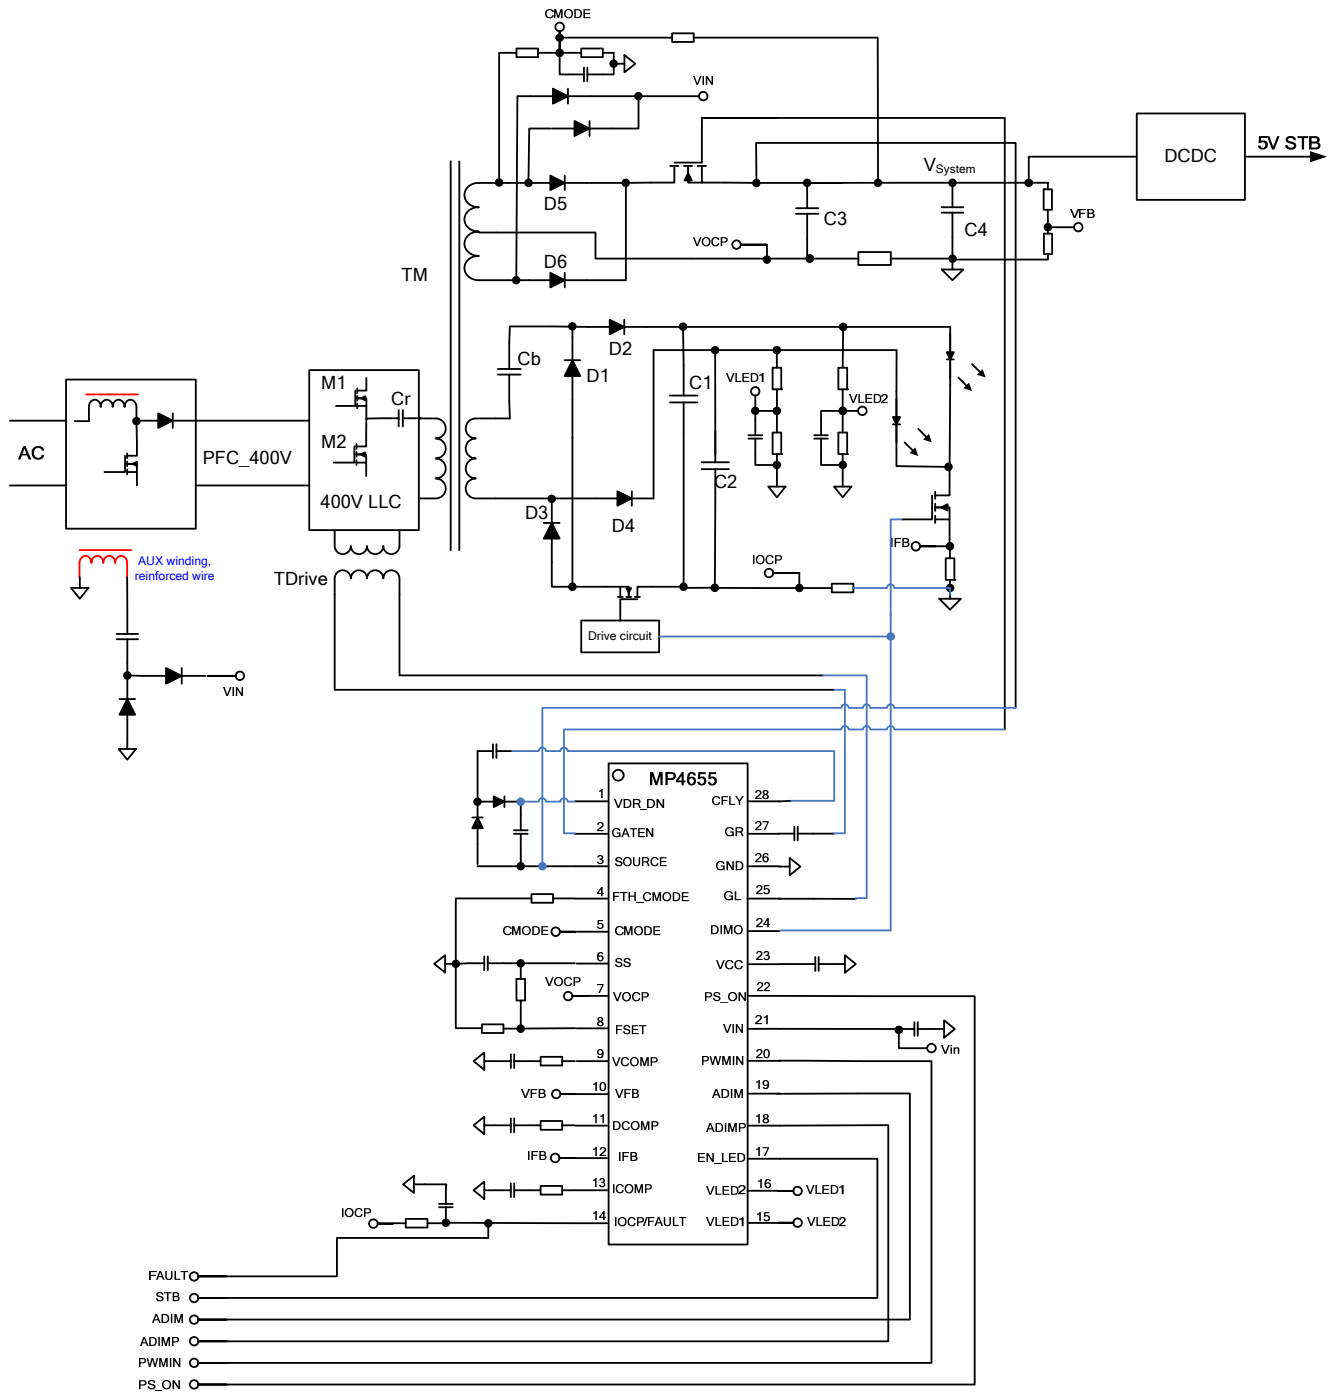 CMODE
VIN
DCDC
5V STB
VSystem
D5
C3
C4
VFB
VOCP
TM
D6
D2
Cb
D1
C1
VLED1
VLED2
M1
Cr
M2
AC
PFC_400V
400V LLC
C2
D3
D4
IFB
IOCP
AUX winding,
reinforced wire
TDrive
Drive circuit
VIN
MP4655
1 VDR_DN
CFLY 28
2 GATEN
GR 27
3 SOURCE
GND 26
4 FTH_CMODE
GL 25
CMODE 5 CMODE
DIMO 24
6 SS
VCC 23
VOCP 7 VOCP
PS_ON 22
8 FSET
VIN 21
Vin
9 VCOMP
PWMIN 20
VFB 10 VFB
ADIM 19
11 DCOMP
ADIMP 18
IFB 12 IFB
EN_LED 17
13 ICOMP
VLED2 16 VLED1
IOCP 14 IOCP/FAULT
VLED1 15 VLED2
FAULT
STB
ADIM
ADIMP
PWMIN
PS_ON